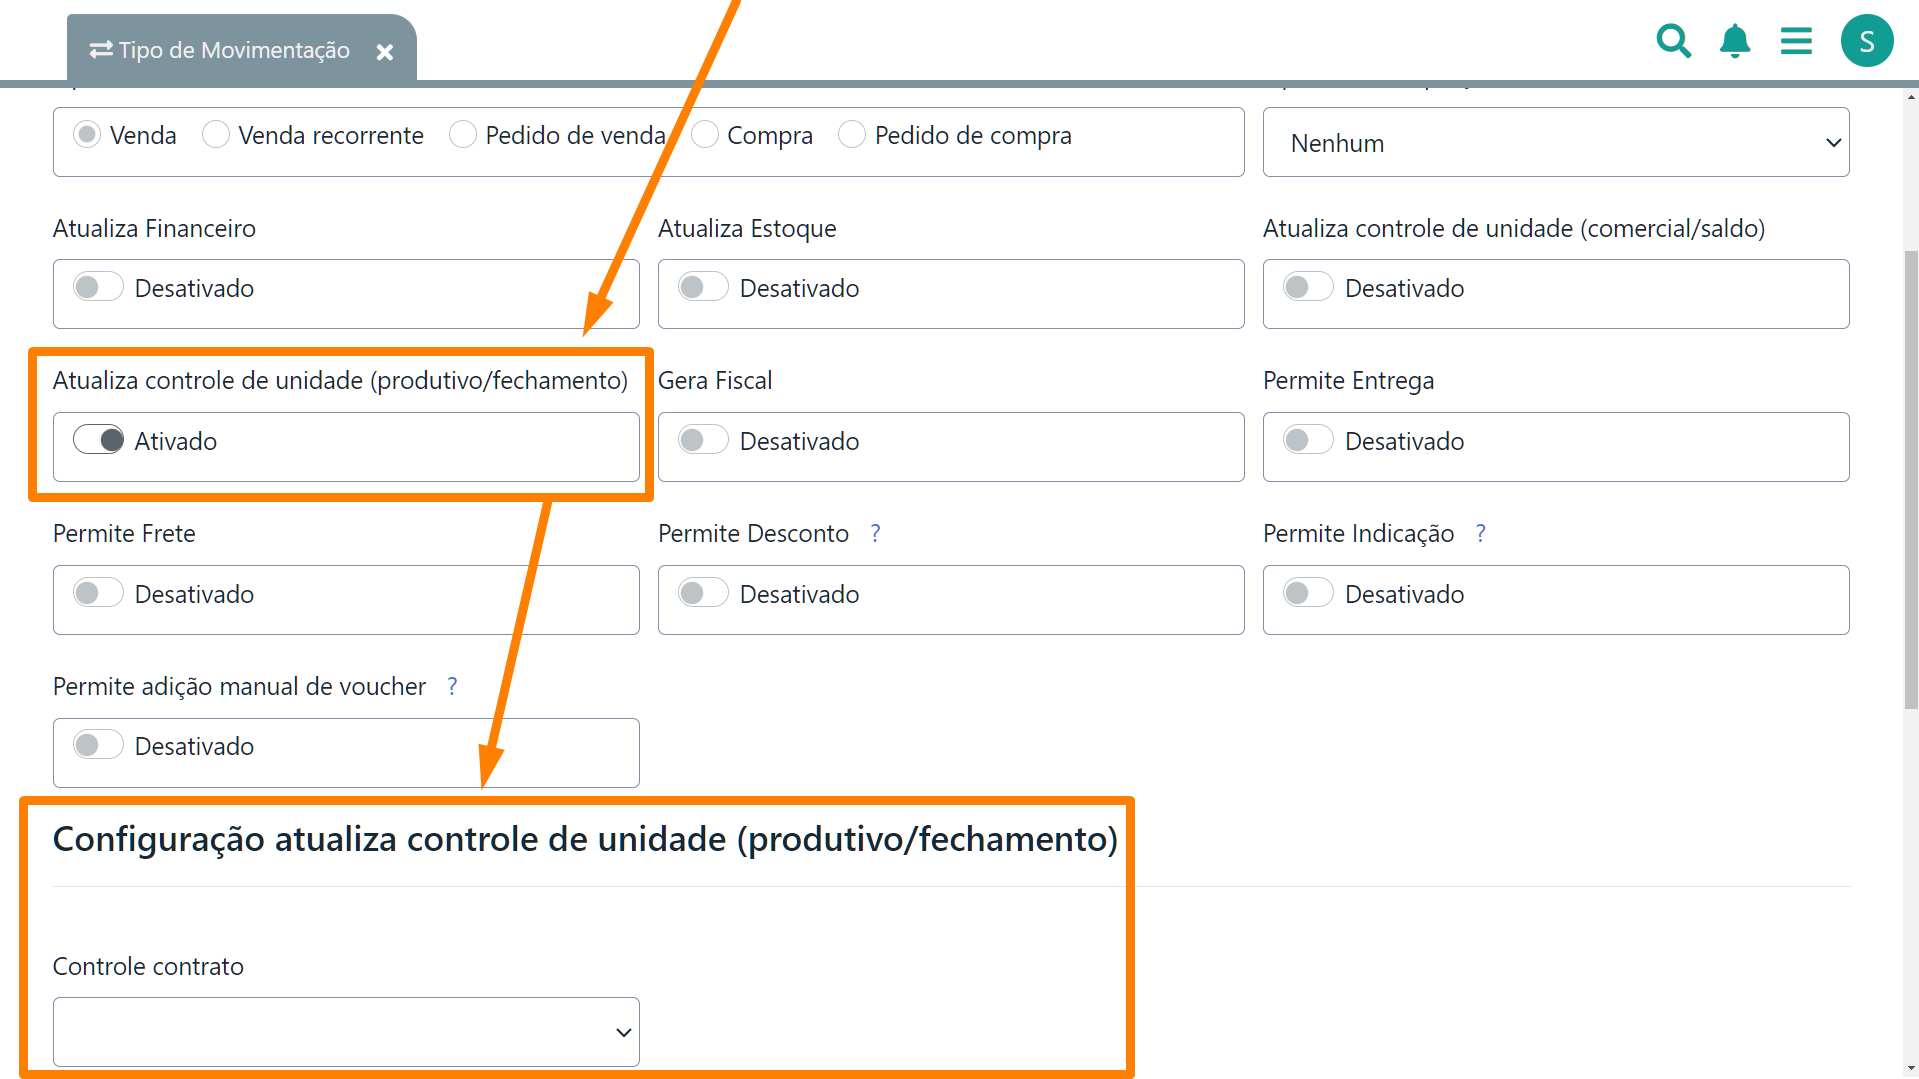 Tipo de Movimentação
S
Venda Venda recorrente Pedido de venda Compra Pedido de compra
Nenhum
Atualiza Financeiro Atualiza Estoque Atualiza controle de unidade (comercial/saldo)
Desativado Desativado Desativado
Atualiza controle de unidade (produtivo/fechamento) Gera Fiscal Permite Entrega
Ativado Desativado Desativado
Permite Frete Permite Desconto ? Permite Indicação ?
Desativado Desativado Desativado
Permite adição manual de voucher ?
Desativado
Configuração atualiza controle de unidade (produtivo/fechamento)
Controle contrato